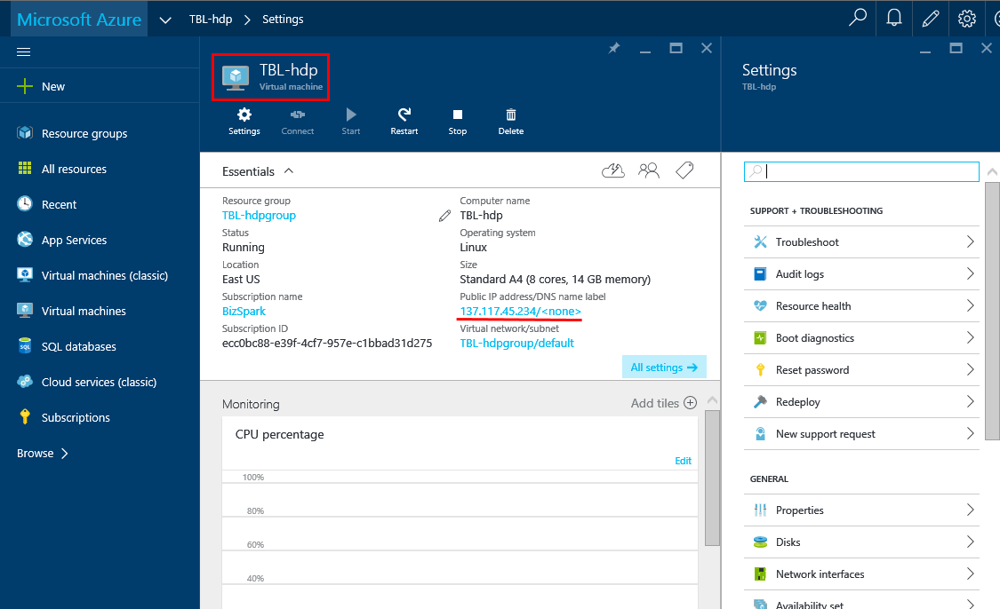 Microsoft Azure TBL-hdp Settings
New
Resource groups
All resources
Recent
App Services
Virtual machines (classic)
Virtual machines
SQL databases
Cloud services (classic)
Subscriptions
Browse
TBL-hdp
Virtual machine
Settings Connect Start Restart Stop Delete
Essentials
Resource group
TBL-hdpgroup
Status
Running
Location
East US
Subscription name
BizSpark
Subscription ID
ecc0bc88-e39f-4cf7-957e-c1bbad31d275
Computer name
TBL-hdp
Operating system
Linux
Size
Standard A4 (8 cores, 14 GB memory)
Public IP address/DNS name label
137.117.45.234/<none>
Virtual network/subnet
TBL-hdpgroup/default
All settings
Monitoring Add tiles
CPU percentage
Edit
100%
80%
60%
40%
Settings
TBL-hdp
SUPPORT + TROUBLESHOOTING
Troubleshoot
Audit logs
Resource health
Boot diagnostics
Reset password
Redeploy
New support request
GENERAL
Properties
Disks
Network interfaces
Availability set